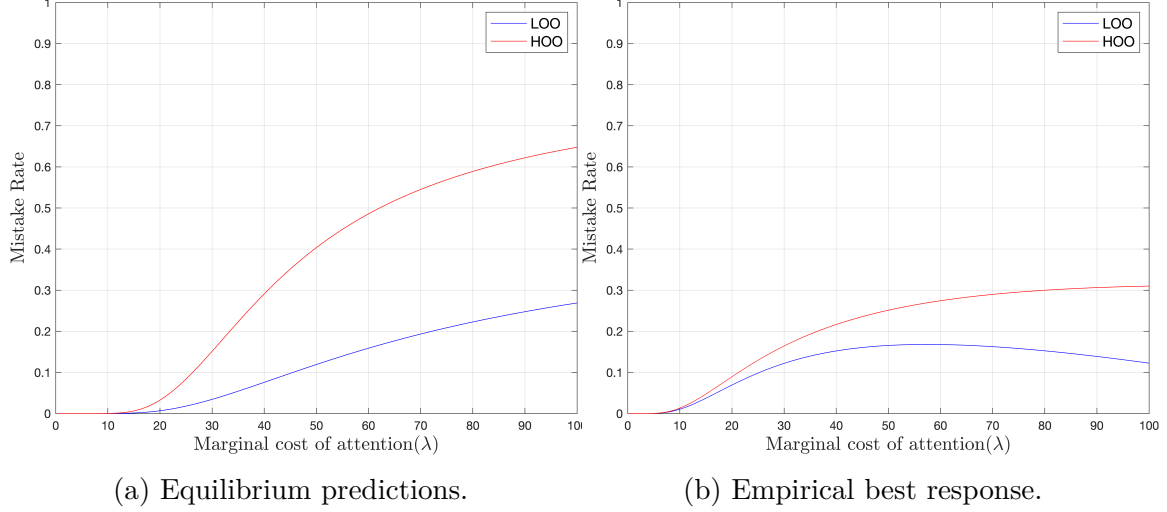 1
0.9
0.8
0.7
0.6
0.5
0.4
0.3
0.2
0.1
0
Mistake Rate
LOO
HOO
0 10 20 30 40 50 60 70 80 90 100
Marginal cost of attention(λ)
(a) Equilibrium predictions.
1
0.9
0.8
0.7
0.6
0.5
0.4
0.3
0.2
0.1
0
Mistake Rate
LOO
HOO
0 10 20 30 40 50 60 70 80 90 100
Marginal cost of attention(λ)
(b) Empirical best response.